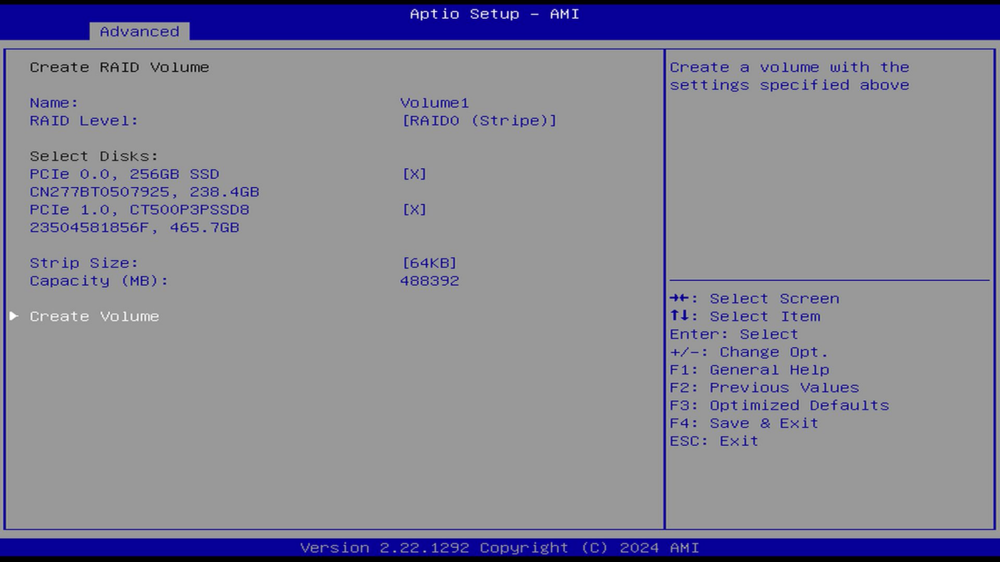 Aptio Setup – AMI
Advanced
Create RAID Volume
Name: Volume1
RAID Level: [RAID0 (Stripe)]
Select Disks:
PCIe 0.0, 256GB SSD [X]
CN277BT0507925, 238.4GB
PCIe 1.0, CT500P3PSSD8 [X]
23504581856F, 465.7GB
Strip Size: [64KB]
Capacity (MB): 488392
▶ Create Volume
Create a volume with the
settings specified above
→←: Select Screen
↑↓: Select Item
Enter: Select
+/-: Change Opt.
F1: General Help
F2: Previous Values
F3: Optimized Defaults
F4: Save & Exit
ESC: Exit
Version 2.22.1292 Copyright (C) 2024 AMI